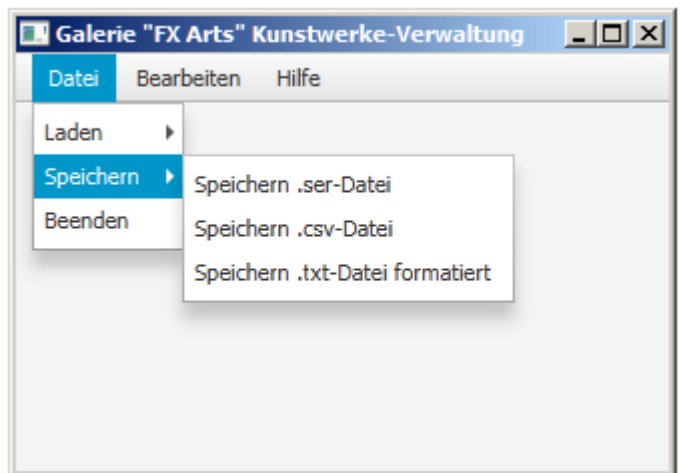 Galerie "FX Arts" Kunstwerke-Verwaltung
Datei Bearbeiten Hilfe
Laden
Speichern
Beenden
Speichern .ser-Datei
Speichern .csv-Datei
Speichern .txt-Datei formatiert